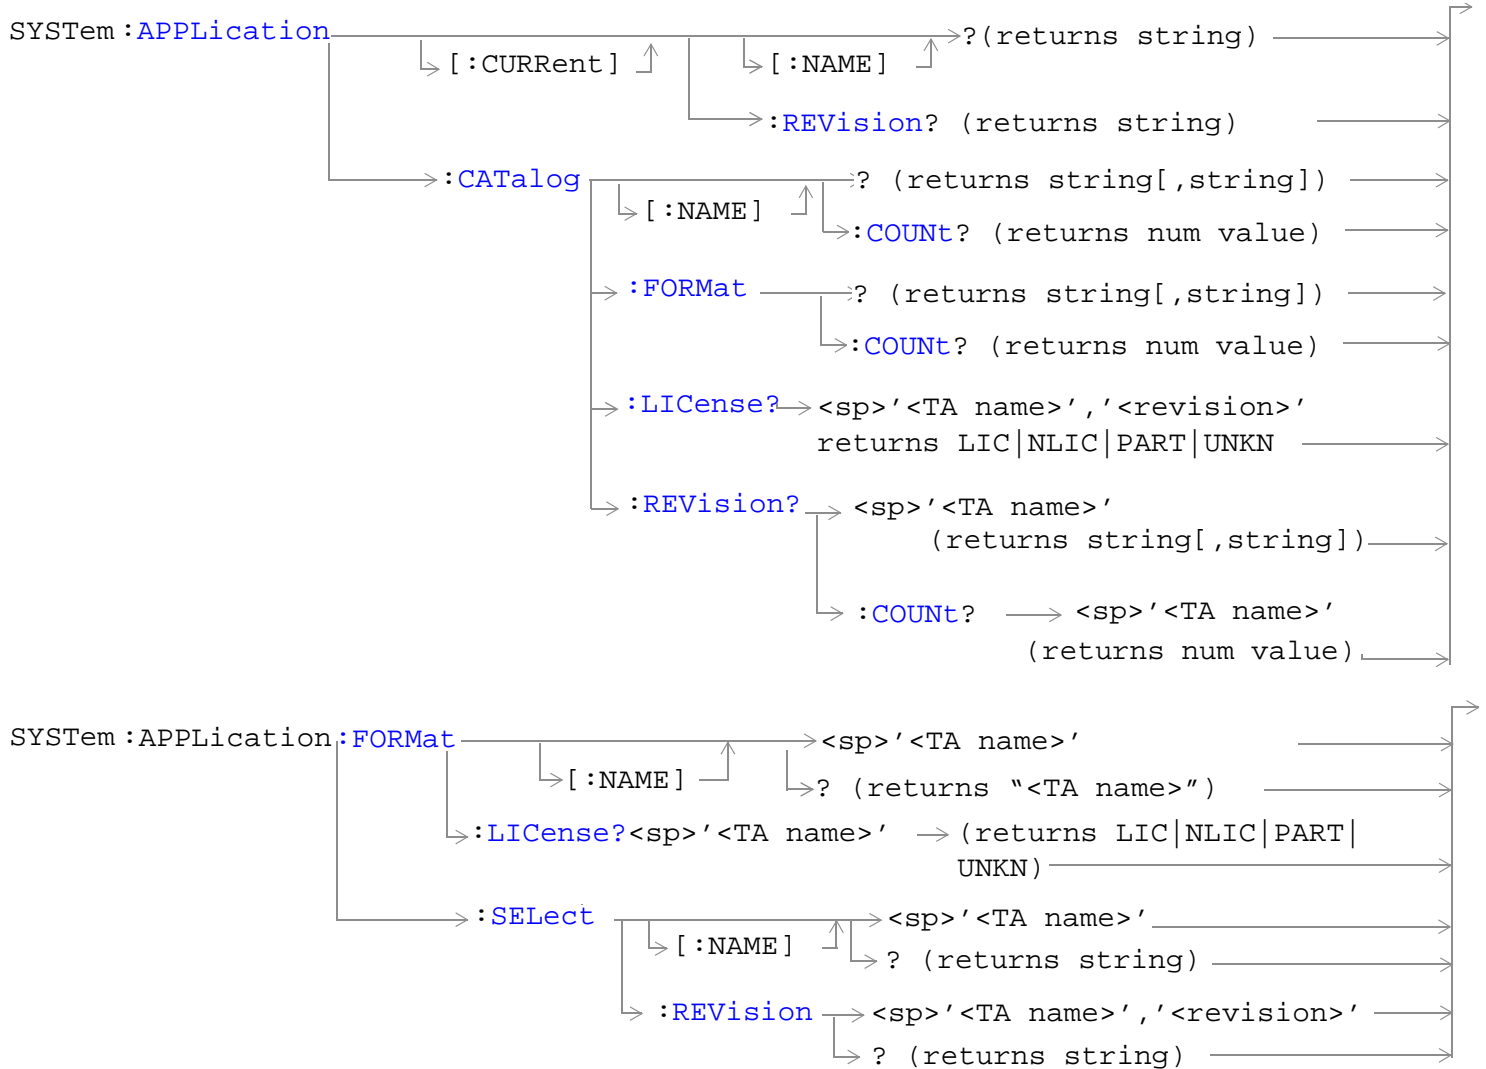 SYSTem:APPLication ?(returns string)
[:CURRent] [:NAME]
:REVision? (returns string)
:CATalog ? (returns string[,string])
[:NAME]
:COUNt? (returns num value)
:FORMat ? (returns string[,string])
:COUNt? (returns num value)
:LICense? <sp>’<TA name>’,’<revision>’
returns LIC|NLIC|PART|UNKN
:REVision? <sp>’<TA name>’
(returns string[,string])
:COUNt? <sp>’<TA name>’
(returns num value)
SYSTem:APPLication:FORMat <sp>’<TA name>’
[:NAME] ? (returns “<TA name>”)
:LICense?<sp>’<TA name>’ (returns LIC|NLIC|PART|
UNKN)
:SELect <sp>’<TA name>’
[:NAME] ? (returns string)
:REVision <sp>’<TA name>’,’<revision>’
? (returns string)